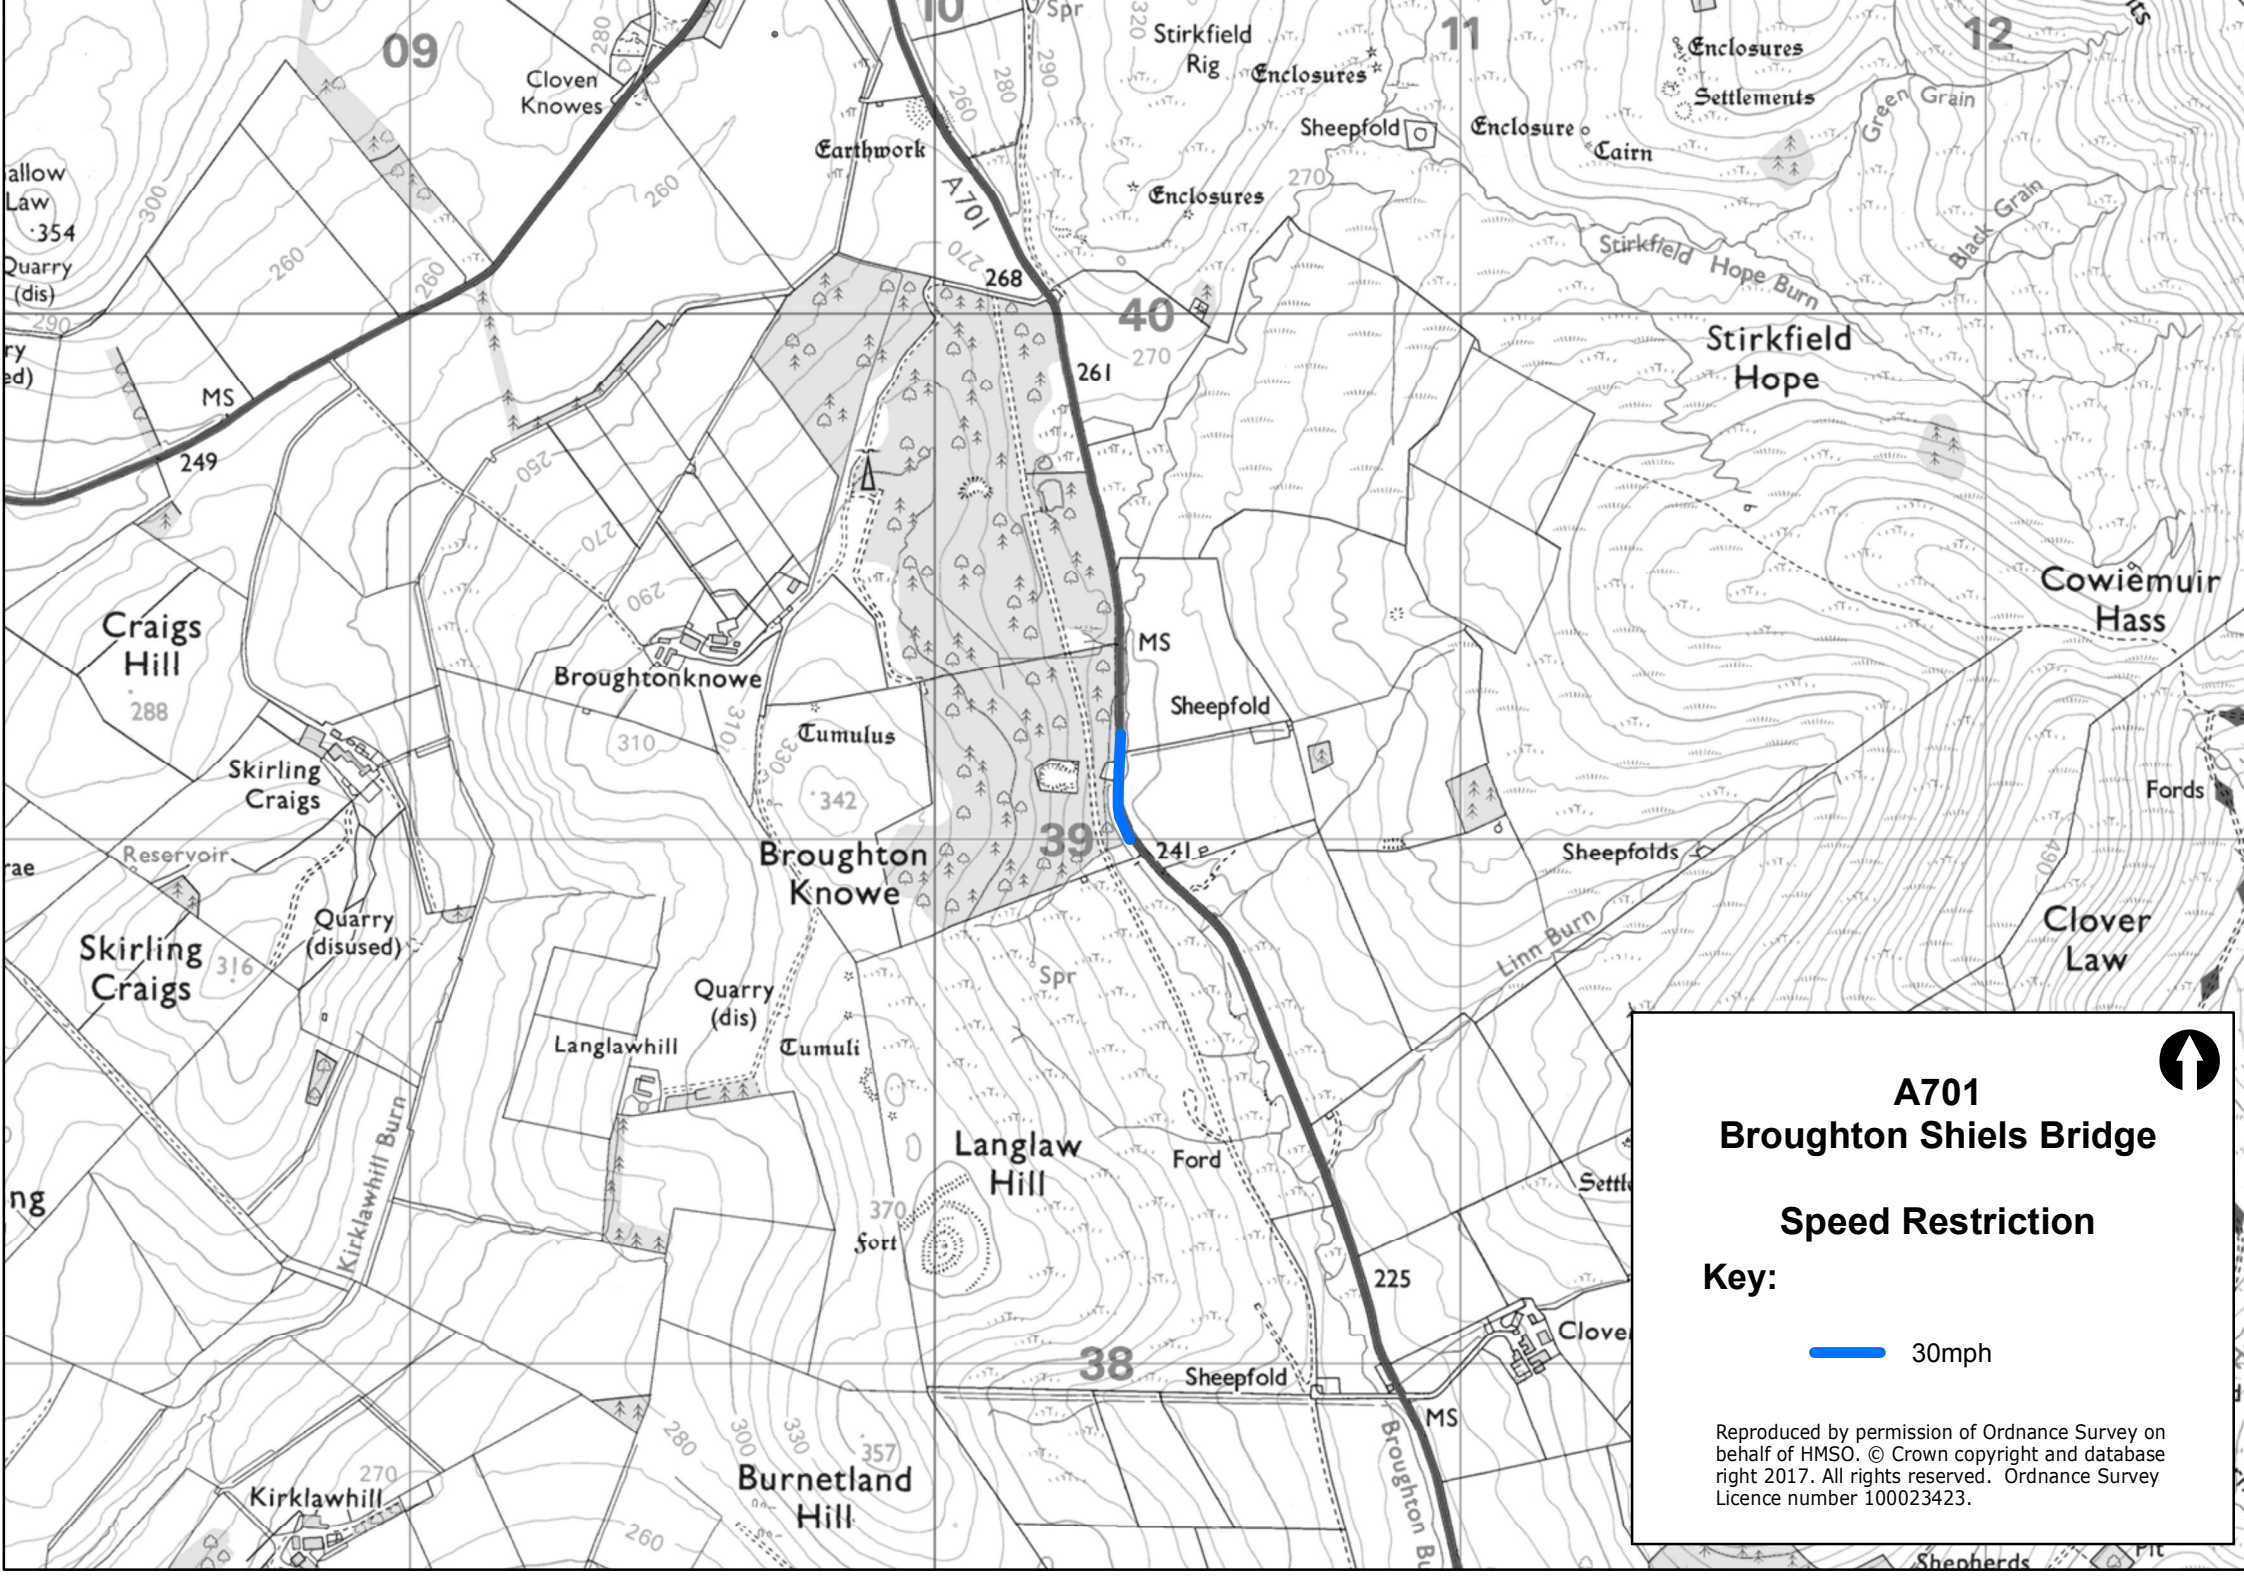 09
10
Spr
11
12
280
320
290
280
260
Stirkfield
Rig
Enclosures
Enclosures
Settlements
Cloven
Knowes
Earthwork
Sheepfold
Enclosure
Cairn
Green Grain
Black Grain
allow
Law
354
300
260
A701
Enclosures
270
Quarry
(dis)
290
260
260
270
268
Stirkfield Hope Burn
40
270
261
Stirkfield
Hope
MS
249
250
270
290
Cowiemuir
Hass
Craigs
Hill
288
Broughtonknowe
MS
Sheepfold
310
310
330
Tumulus
342
Skirling
Craigs
Fords
Reservoir
rae
39
241
Broughton
Knowe
Sheepfolds
490
Linn Burn
Clover
Law
Quarry
(disused)
Skirling
Craigs
316
Spr
Quarry
(dis)
Langlawhill
Tumuli
Kirklawhill Burn
Langlaw
Hill
Ford
ng
370
Fort
225
38
Sheepfold
MS
Broughton Bu
280
300
330
357
Burnetland
Hill
270
Kirklawhill
260
Shepherds
Pit
A701
Broughton Shiels Bridge
Speed Restriction
Key:
30mph
Reproduced by permission of Ordnance Survey on
behalf of HMSO. © Crown copyright and database
right 2017. All rights reserved. Ordnance Survey
Licence number 100023423.